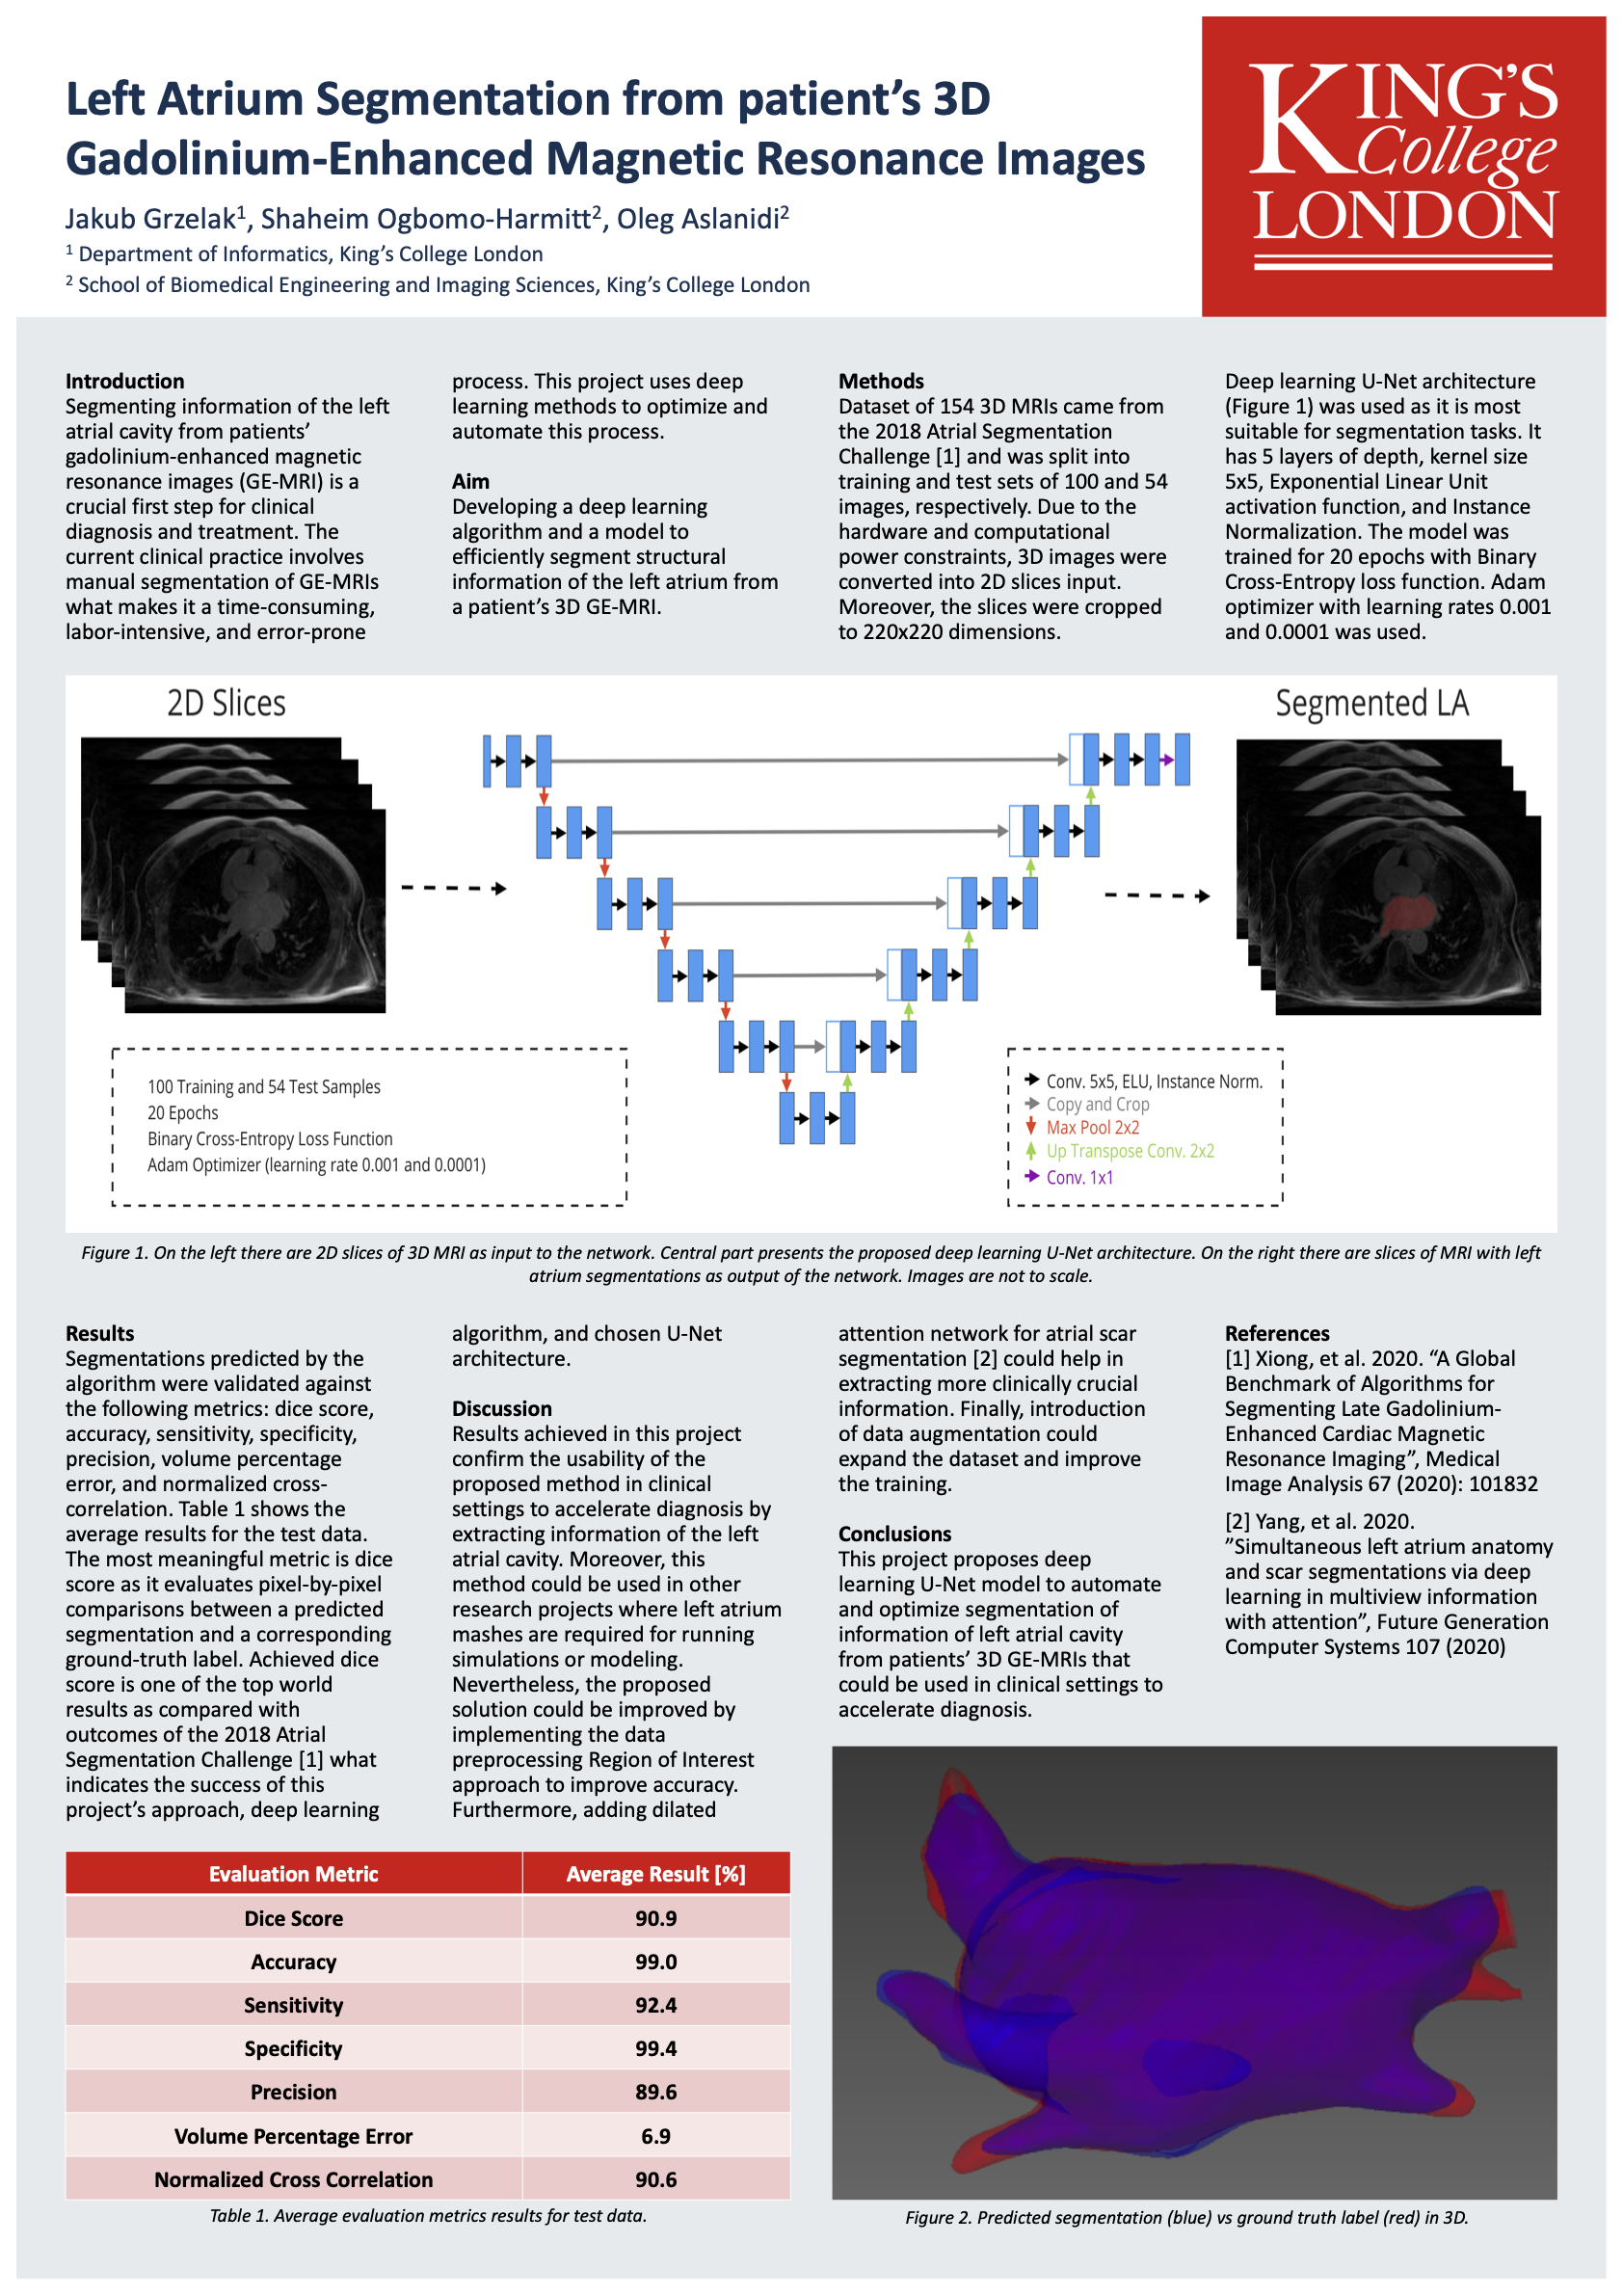 Left Atrium Segmentation from patient’s 3D
Gadolinium-Enhanced Magnetic Resonance Images
Jakub Grzelak1, Shaheim Ogbomo-Harmitt2, Oleg Aslanidi2
1 Department of Informatics, King’s College London
2 School of Biomedical Engineering and Imaging Sciences, King’s College London
KING’S
College
LONDON
Introduction
Segmenting information of the left
atrial cavity from patients’
gadolinium-enhanced magnetic
resonance images (GE-MRI) is a
crucial first step for clinical
diagnosis and treatment. The
current clinical practice involves
manual segmentation of GE-MRIs
what makes it a time-consuming,
labor-intensive, and error-prone
process. This project uses deep
learning methods to optimize and
automate this process.
Aim
Developing a deep learning
algorithm and a model to
efficiently segment structural
information of the left atrium from
a patient’s 3D GE-MRI.
Methods
Dataset of 154 3D MRIs came from
the 2018 Atrial Segmentation
Challenge [1] and was split into
training and test sets of 100 and 54
images, respectively. Due to the
hardware and computational
power constraints, 3D images were
converted into 2D slices input.
Moreover, the slices were cropped
to 220x220 dimensions.
Deep learning U-Net architecture
(Figure 1) was used as it is most
suitable for segmentation tasks. It
has 5 layers of depth, kernel size
5x5, Exponential Linear Unit
activation function, and Instance
Normalization. The model was
trained for 20 epochs with Binary
Cross-Entropy loss function. Adam
optimizer with learning rates 0.001
and 0.0001 was used.
2D Slices
Segmented LA
100 Training and 54 Test Samples
20 Epochs
Binary Cross-Entropy Loss Function
Adam Optimizer (learning rate 0.001 and 0.0001)
Conv. 5x5, ELU, Instance Norm.
Copy and Crop
Max Pool 2x2
Up Transpose Conv. 2x2
Conv. 1x1
Figure 1. On the left there are 2D slices of 3D MRI as input to the network. Central part presents the proposed deep learning U-Net architecture. On the right there are slices of MRI with left
atrium segmentations as output of the network. Images are not to scale.
Results
Segmentations predicted by the
algorithm were validated against
the following metrics: dice score,
accuracy, sensitivity, specificity,
precision, volume percentage
error, and normalized cross-
correlation. Table 1 shows the
average results for the test data.
The most meaningful metric is dice
score as it evaluates pixel-by-pixel
comparisons between a predicted
segmentation and a corresponding
ground-truth label. Achieved dice
score is one of the top world
results as compared with
outcomes of the 2018 Atrial
Segmentation Challenge [1] what
indicates the success of this
project’s approach, deep learning
algorithm, and chosen U-Net
architecture.
Discussion
Results achieved in this project
confirm the usability of the
proposed method in clinical
settings to accelerate diagnosis by
extracting information of the left
atrial cavity. Moreover, this
method could be used in other
research projects where left atrium
mashes are required for running
simulations or modeling.
Nevertheless, the proposed
solution could be improved by
implementing the data
preprocessing Region of Interest
approach to improve accuracy.
Furthermore, adding dilated
attention network for atrial scar
segmentation [2] could help in
extracting more clinically crucial
information. Finally, introduction
of data augmentation could
expand the dataset and improve
the training.
Conclusions
This project proposes deep
learning U-Net model to automate
and optimize segmentation of
information of left atrial cavity
from patients’ 3D GE-MRIs that
could be used in clinical settings to
accelerate diagnosis.
References
[1] Xiong, et al. 2020. “A Global
Benchmark of Algorithms for
Segmenting Late Gadolinium-
Enhanced Cardiac Magnetic
Resonance Imaging”, Medical
Image Analysis 67 (2020): 101832
[2] Yang, et al. 2020.
”Simultaneous left atrium anatomy
and scar segmentations via deep
learning in multiview information
with attention”, Future Generation
Computer Systems 107 (2020)
Evaluation Metric Average Result [%]
Dice Score 90.9
Accuracy 99.0
Sensitivity 92.4
Specificity 99.4
Precision 89.6
Volume Percentage Error 6.9
Normalized Cross Correlation 90.6
Table 1. Average evaluation metrics results for test data.
Figure 2. Predicted segmentation (blue) vs ground truth label (red) in 3D.